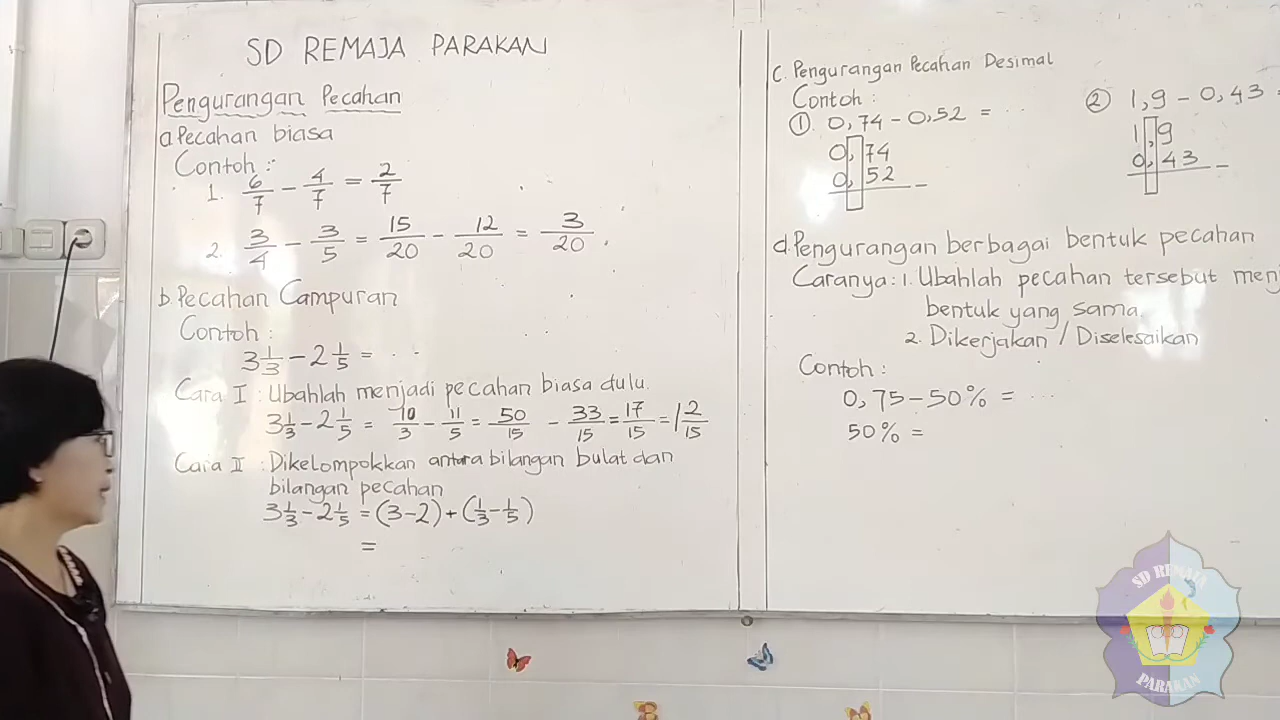 SD REMAJA PARAKAN
Pengurangan Pecahan
a. Pecahan biasa
Contoh :
1. 6/7 - 4/7 = 2/7
2. 3/4 - 3/5 = 15/20 - 12/20 = 3/20
b. Pecahan Campuran
Contoh :
3 1/3 - 2 1/5 = . .
Cara I : Ubahlah menjadi pecahan biasa dulu.
3 1/3 - 2 1/5 = 10/3 - 11/5 = 50/15 - 33/15 = 17/15 = 1 2/15
Cara II : Dikelompokkan antara bilangan bulat dan
bilangan pecahan
3 1/3 - 2 1/5 = (3-2) + (1/3 - 1/5)
=
c. Pengurangan Pecahan Desimal
Contoh :
① 0,74 - 0,52 = ...
0,74
0,52 -
② 1,9 - 0,43 =
1,9
0,43 -
d. Pengurangan berbagai bentuk pecahan
Caranya : 1. Ubahlah pecahan tersebut menj
bentuk yang sama.
2. Dikerjakan / Diselesaikan
Contoh :
0,75 - 50% = ...
50% =
SD REMAJA
PARAKAN